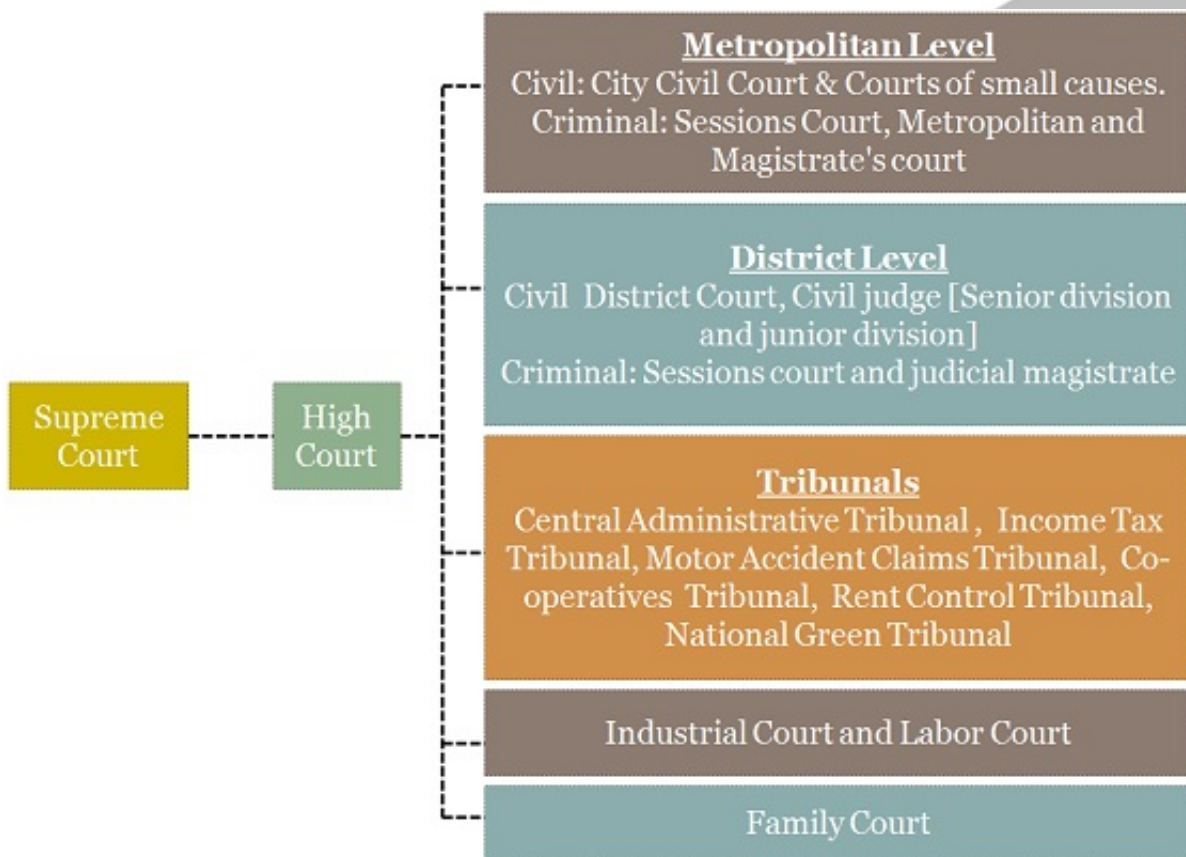 Supreme
Court
High
Court
Metropolitan Level
Civil: City Civil Court & Courts of small causes.
Criminal: Sessions Court, Metropolitan and
Magistrate's court
District Level
Civil District Court, Civil judge [Senior division
and junior division]
Criminal: Sessions court and judicial magistrate
Tribunals
Central Administrative Tribunal , Income Tax
Tribunal, Motor Accident Claims Tribunal, Co-
operatives Tribunal, Rent Control Tribunal,
National Green Tribunal
Industrial Court and Labor Court
Family Court